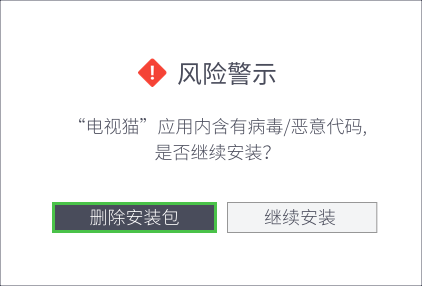 风险警示
“电视猫”应用内含有病毒/恶意代码,
是否继续安装？
删除安装包
继续安装